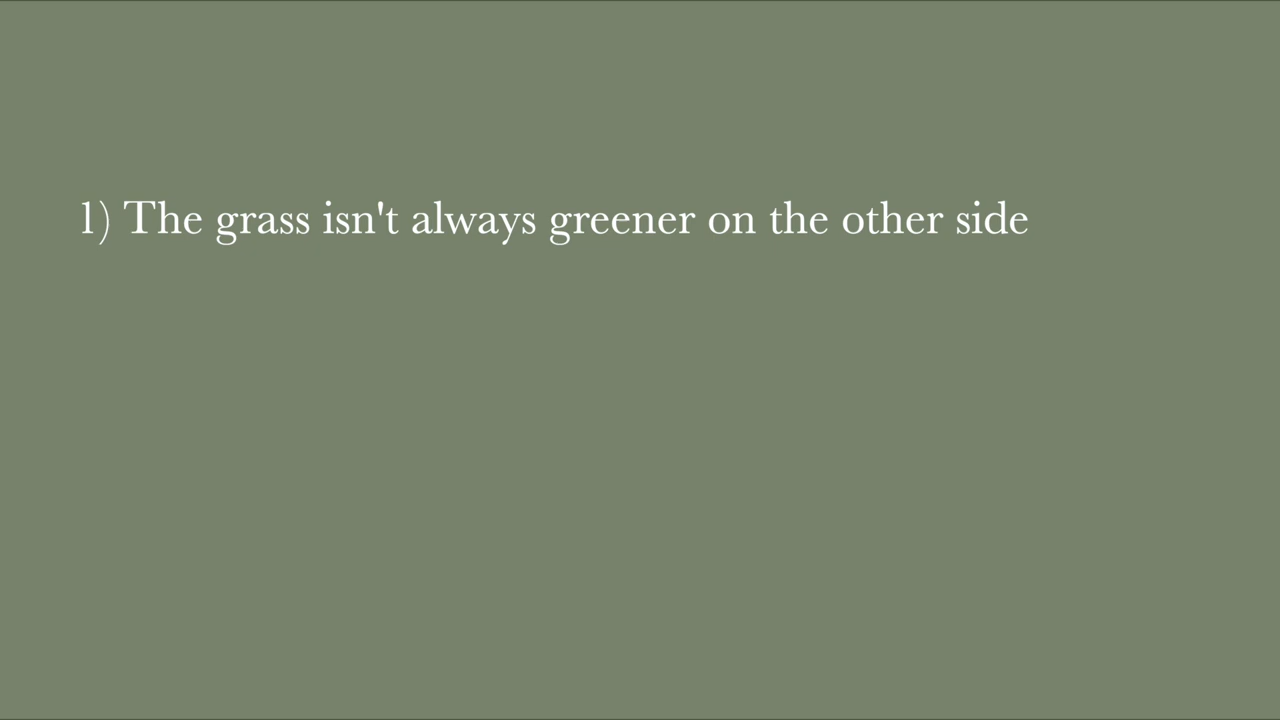 1) The grass isn't always greener on the other side